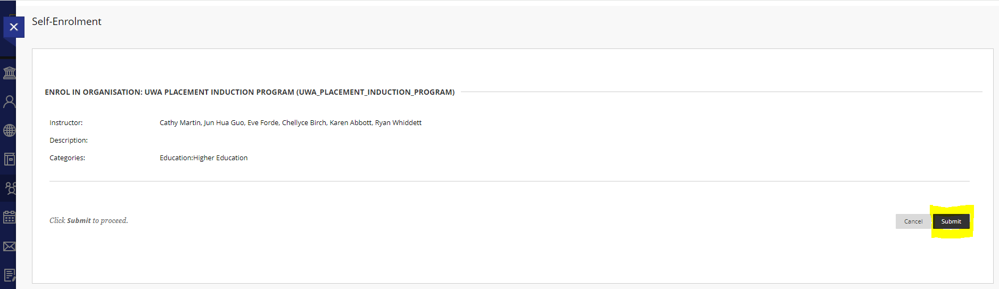 Self-Enrolment
ENROL IN ORGANISATION: UWA PLACEMENT INDUCTION PROGRAM (UWA_PLACEMENT_INDUCTION_PROGRAM)
Instructor: Cathy Martin, Jun Hua Guo, Eve Forde, Chellyce Birch, Karen Abbott, Ryan Whiddett
Description:
Categories: Education:Higher Education
Click Submit to proceed. Cancel Submit